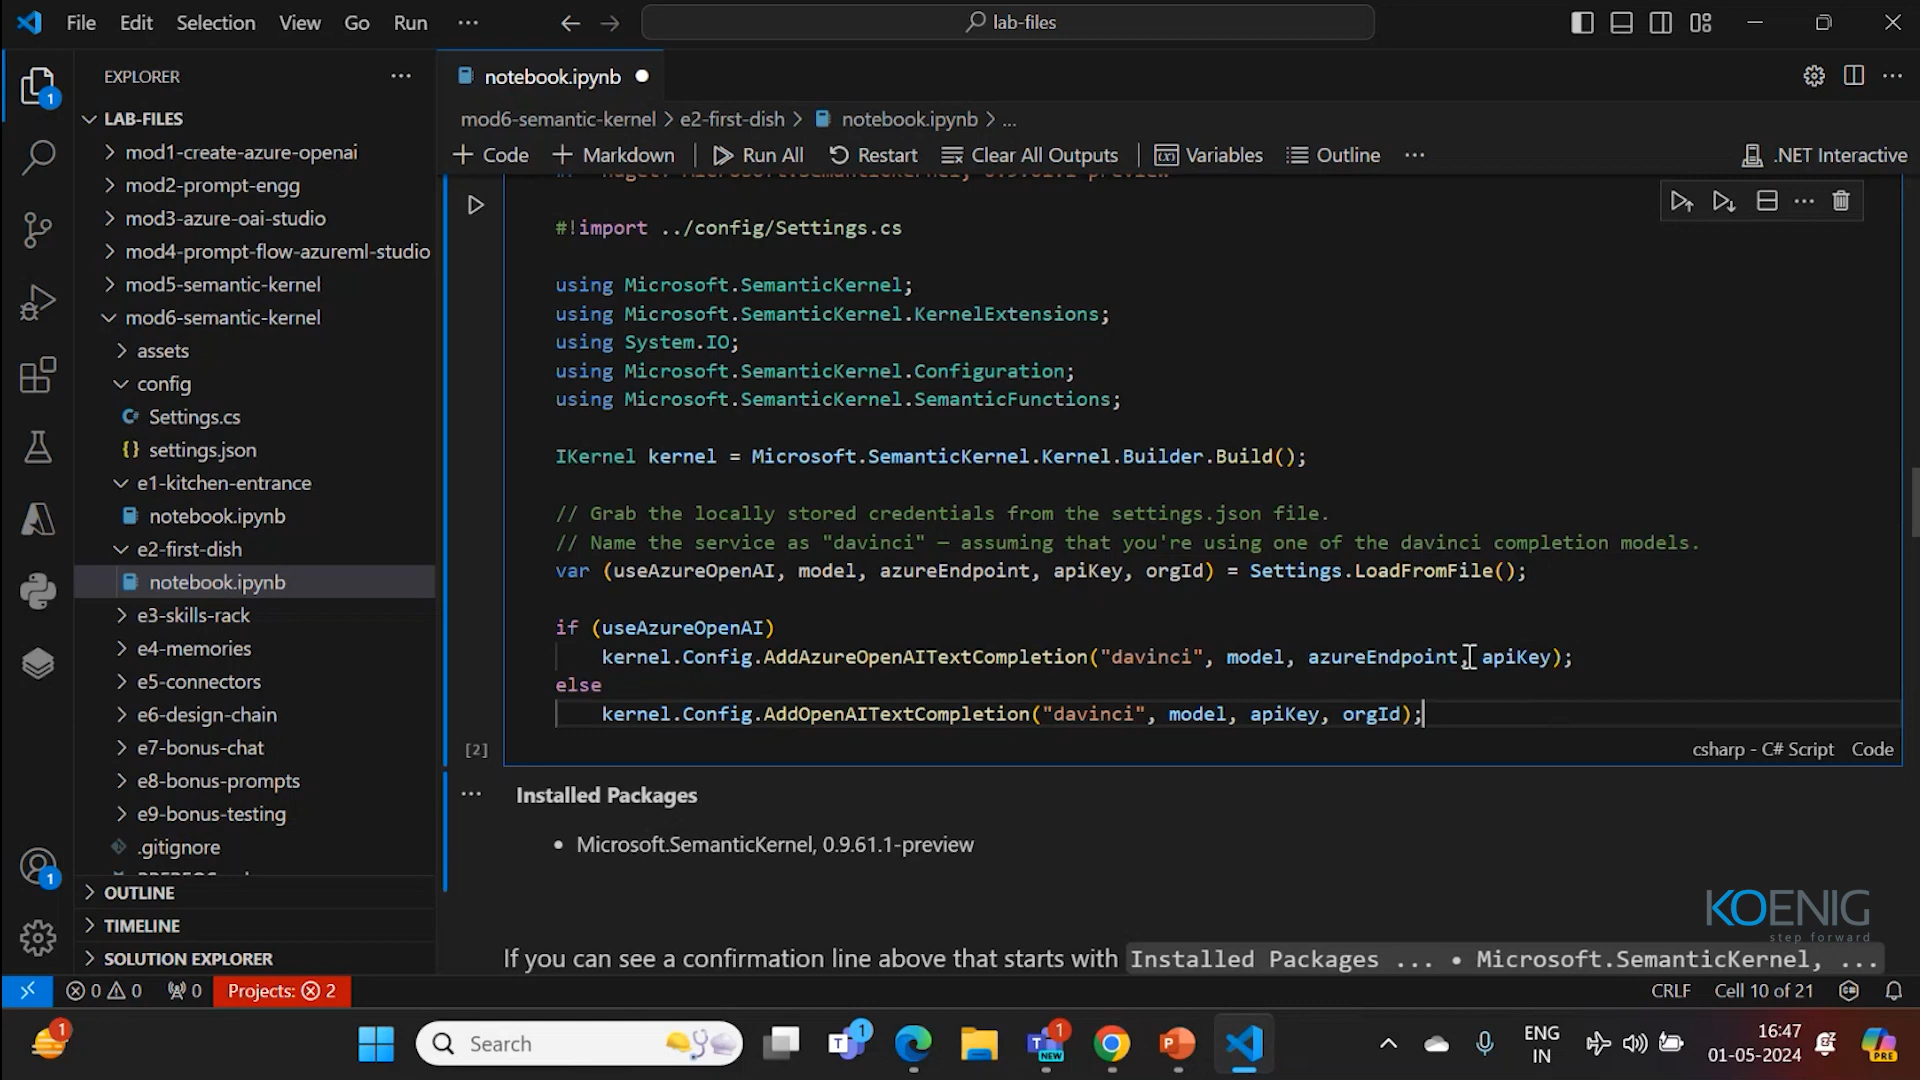 File Edit Selection View Go Run ... lab-files
EXPLORER
LAB-FILES
mod1-create-azure-openai
mod2-prompt-engg
mod3-azure-oai-studio
mod4-prompt-flow-azureml-studio
mod5-semantic-kernel
mod6-semantic-kernel
assets
config
Settings.cs
settings.json
e1-kitchen-entrance
notebook.ipynb
e2-first-dish
notebook.ipynb
e3-skills-rack
e4-memories
e5-connectors
e6-design-chain
e7-bonus-chat
e8-bonus-prompts
e9-bonus-testing
.gitignore
OUTLINE
TIMELINE
SOLUTION EXPLORER
notebook.ipynb
mod6-semantic-kernel > e2-first-dish > notebook.ipynb > ...
+ Code + Markdown Run All Restart Clear All Outputs Variables Outline ... .NET Interactive
#!import ../config/Settings.cs
using Microsoft.SemanticKernel;
using Microsoft.SemanticKernel.KernelExtensions;
using System.IO;
using Microsoft.SemanticKernel.Configuration;
using Microsoft.SemanticKernel.SemanticFunctions;
IKernel kernel = Microsoft.SemanticKernel.Kernel.Builder.Build();
// Grab the locally stored credentials from the settings.json file.
// Name the service as "davinci" — assuming that you're using one of the davinci completion models.
var (useAzureOpenAI, model, azureEndpoint, apiKey, orgId) = Settings.LoadFromFile();
if (useAzureOpenAI)
kernel.Config.AddAzureOpenAITextCompletion("davinci", model, azureEndpoint, apiKey);
else
kernel.Config.AddOpenAITextCompletion("davinci", model, apiKey, orgId);
[2] csharp - C# Script Code
Installed Packages
• Microsoft.SemanticKernel, 0.9.61.1-preview
KOENIG
step forward
If you can see a confirmation line above that starts with Installed Packages ... • Microsoft.SemanticKernel, ...
0 0 0 Projects: 2 CRLF Cell 10 of 21
1
1
1 Search 1 1 NEW ENG 16:47
IN 01-05-2024 PRE